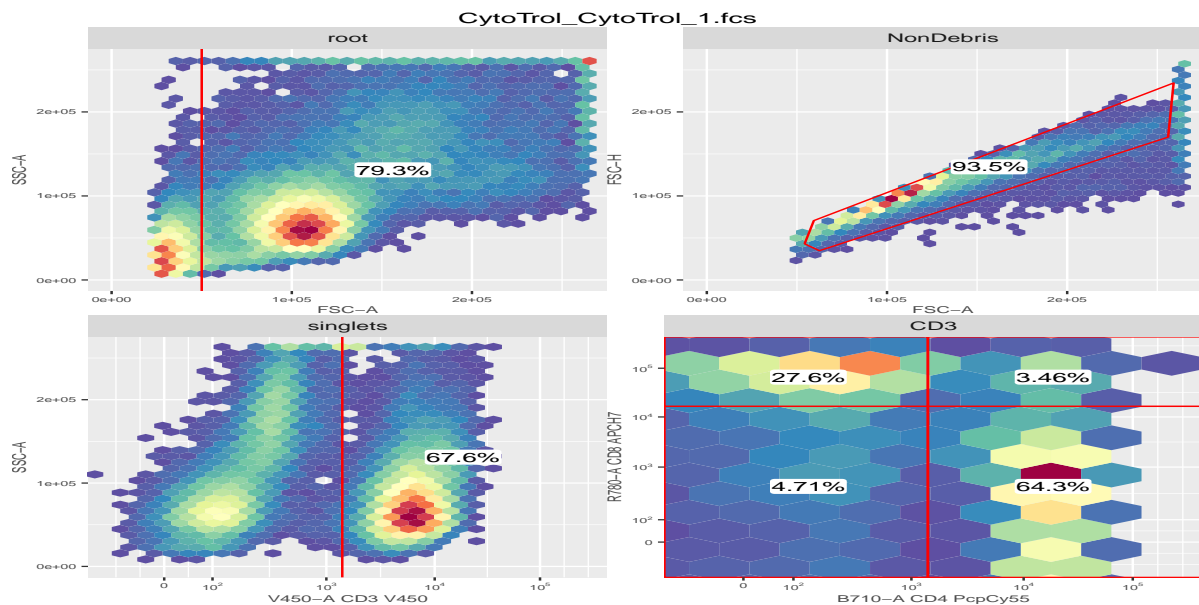 CytoTrol_CytoTrol_1.fcs
root
SSC−A
2e+05
1e+05
0e+00
79.3%
0e+00 1e+05 2e+05
FSC−A
NonDebris
FSC−H
2e+05
1e+05
0e+00
93.5%
0e+00 1e+05 2e+05
FSC−A
singlets
SSC−A
2e+05
1e+05
0e+00
67.6%
0 10² 10³ 10⁴ 10⁵
V450−A CD3 V450
CD3
R780−A CD8 APCH7
10⁵
10⁴
10³
10²
0
27.6% 3.46%
4.71% 64.3%
0 10² 10³ 10⁴ 10⁵
B710−A CD4 PcpCy55